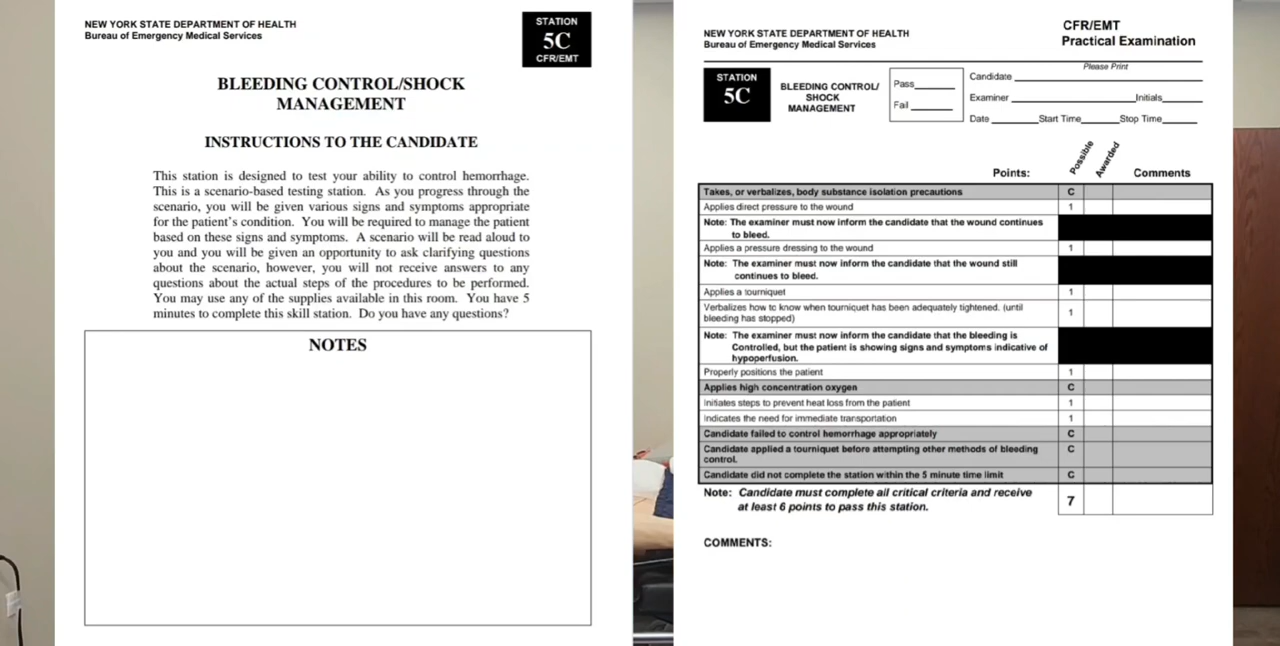 NEW YORK STATE DEPARTMENT OF HEALTH
Bureau of Emergency Medical Services
STATION
5C
CFR/EMT
BLEEDING CONTROL/SHOCK
MANAGEMENT
INSTRUCTIONS TO THE CANDIDATE
This station is designed to test your ability to control hemorrhage.
This is a scenario-based testing station. As you progress through the
scenario, you will be given various signs and symptoms appropriate
for the patient's condition. You will be required to manage the patient
based on these signs and symptoms. A scenario will be read aloud to
you and you will be given an opportunity to ask clarifying questions
about the scenario, however, you will not receive answers to any
questions about the actual steps of the procedures to be performed.
You may use any of the supplies available in this room. You have 5
minutes to complete this skill station. Do you have any questions?
NOTES
NEW YORK STATE DEPARTMENT OF HEALTH
Bureau of Emergency Medical Services
CFR/EMT
Practical Examination
Please Print
STATION
5C
BLEEDING CONTROL/
SHOCK
MANAGEMENT
Pass
Fail
Candidate
Examiner Initials
Date Start Time Stop Time
Points: Possible Awarded Comments
Takes, or verbalizes, body substance isolation precautions C
Applies direct pressure to the wound 1
Note: The examiner must now inform the candidate that the wound continues
to bleed.
Applies a pressure dressing to the wound 1
Note: The examiner must now inform the candidate that the wound still
continues to bleed.
Applies a tourniquet 1
Verbalizes how to know when tourniquet has been adequately tightened. (until
bleeding has stopped) 1
Note: The examiner must now inform the candidate that the bleeding is
Controlled, but the patient is showing signs and symptoms indicative of
hypoperfusion.
Properly positions the patient 1
Applies high concentration oxygen C
Initiates steps to prevent heat loss from the patient 1
Indicates the need for immediate transportation 1
Candidate failed to control hemorrhage appropriately C
Candidate applied a tourniquet before attempting other methods of bleeding
control. C
Candidate did not complete the station within the 5 minute time limit C
Note: Candidate must complete all critical criteria and receive
at least 6 points to pass this station. 7
COMMENTS: